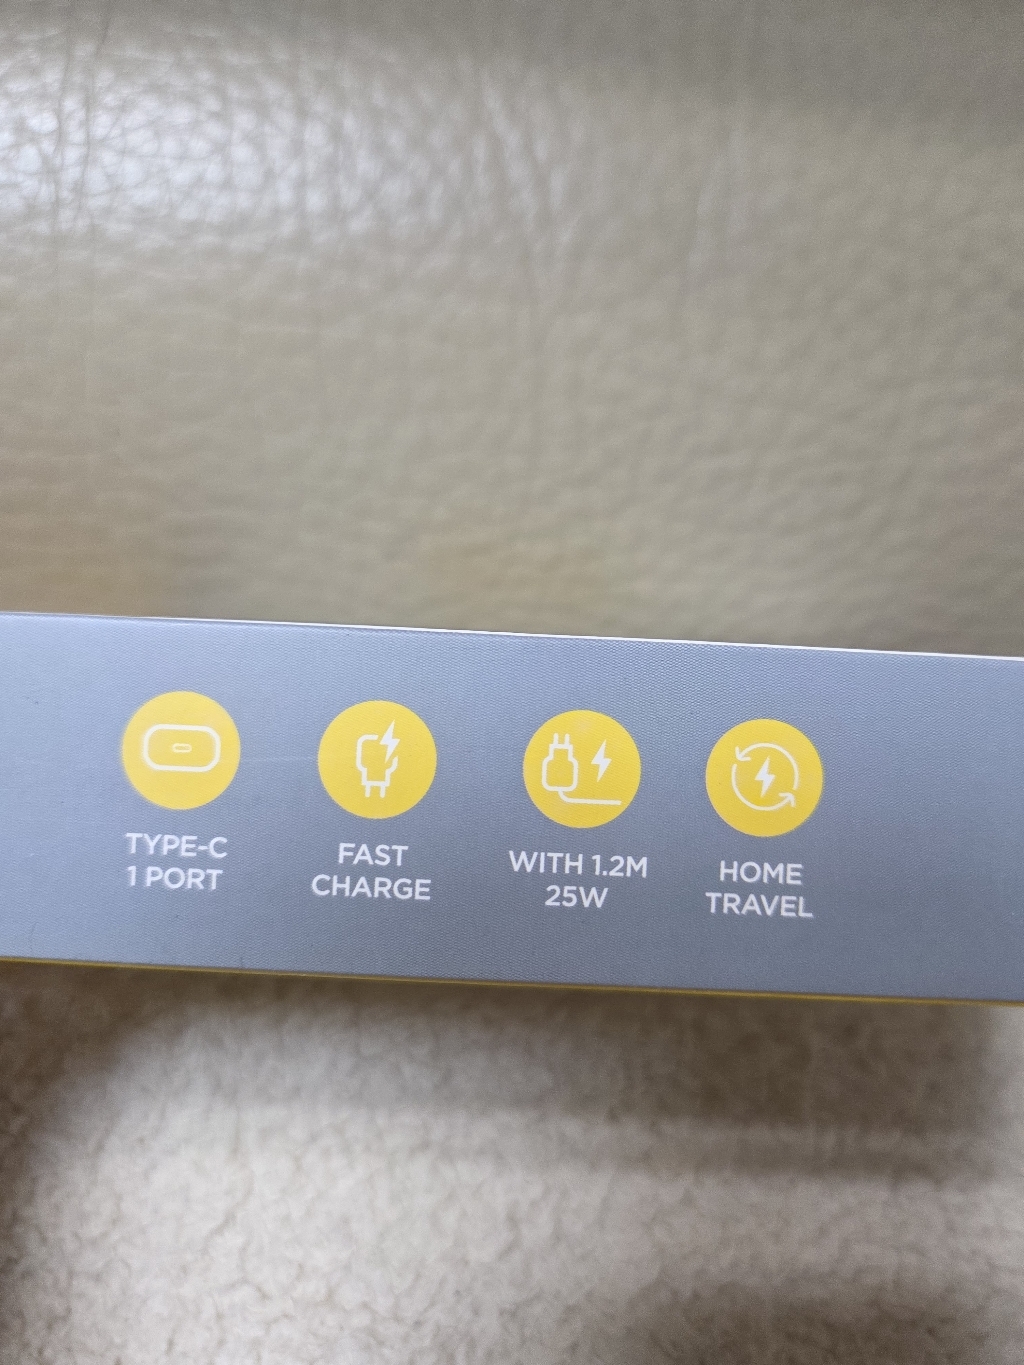 TYPE-C
1 PORT
FAST
CHARGE
WITH 1.2M
25W
HOME
TRAVEL